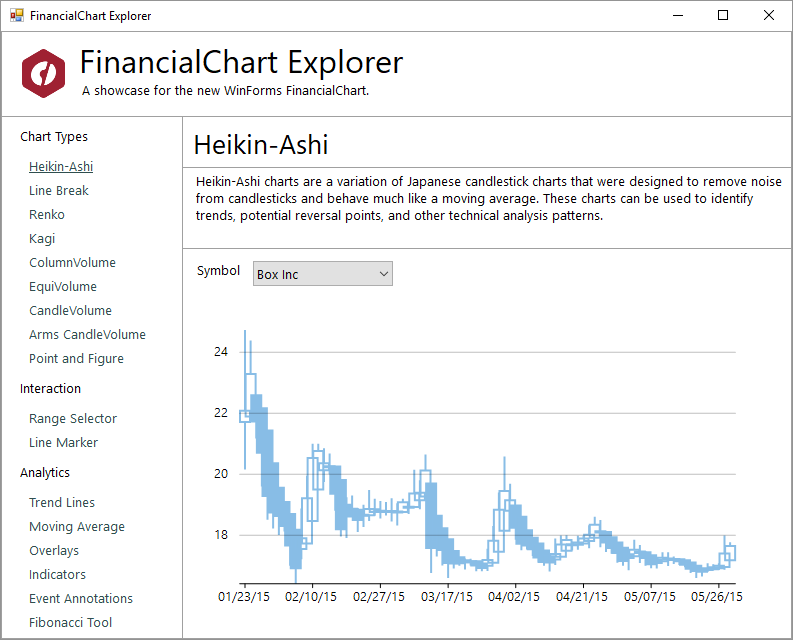 FinancialChart Explorer
FinancialChart Explorer
A showcase for the new WinForms FinancialChart.
Chart Types
Heikin-Ashi
Line Break
Renko
Kagi
ColumnVolume
EquiVolume
CandleVolume
Arms CandleVolume
Point and Figure
Interaction
Range Selector
Line Marker
Analytics
Trend Lines
Moving Average
Overlays
Indicators
Event Annotations
Fibonacci Tool
Heikin-Ashi
Heikin-Ashi charts are a variation of Japanese candlestick charts that were designed to remove noise
from candlesticks and behave much like a moving average. These charts can be used to identify
trends, potential reversal points, and other technical analysis patterns.
Symbol
Box Inc
24
22
20
18
01/23/15 02/10/15 02/27/15 03/17/15 04/02/15 04/21/15 05/07/15 05/26/15